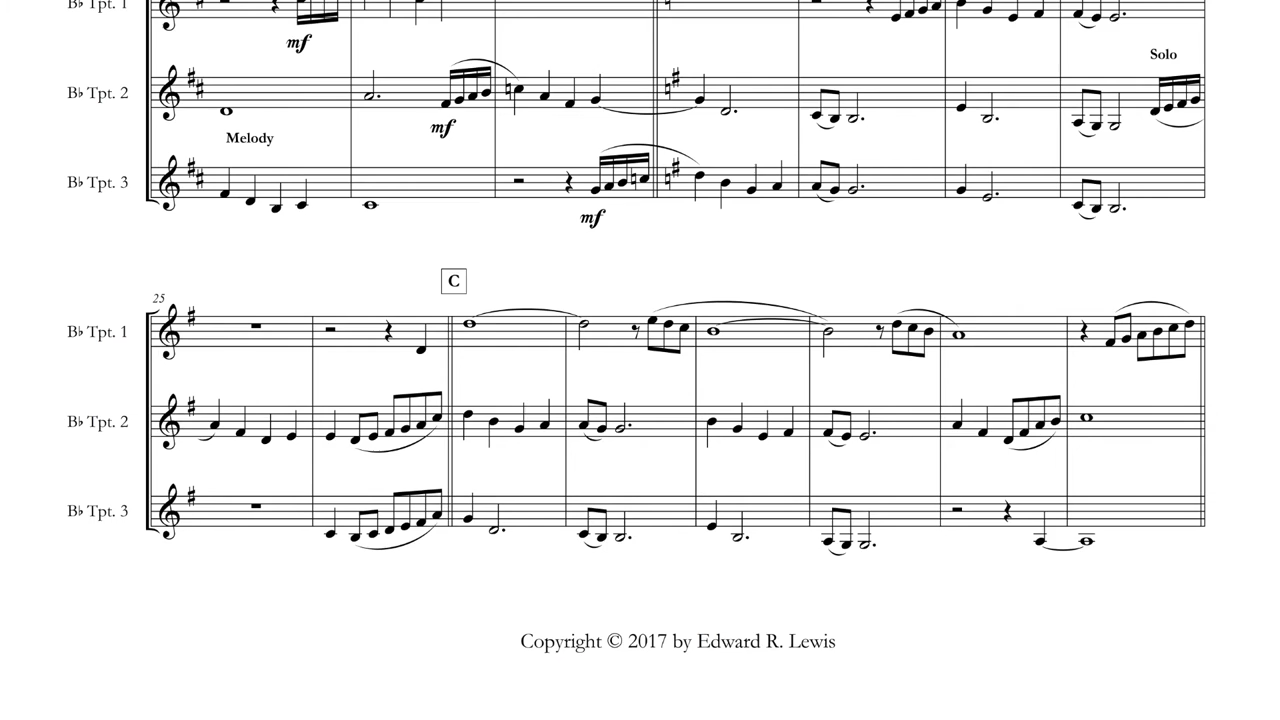 B♭ Tpt. 1
mf
Solo
B♭ Tpt. 2
mf
Melody
B♭ Tpt. 3
mf
C
25
B♭ Tpt. 1
B♭ Tpt. 2
B♭ Tpt. 3
Copyright © 2017 by Edward R. Lewis